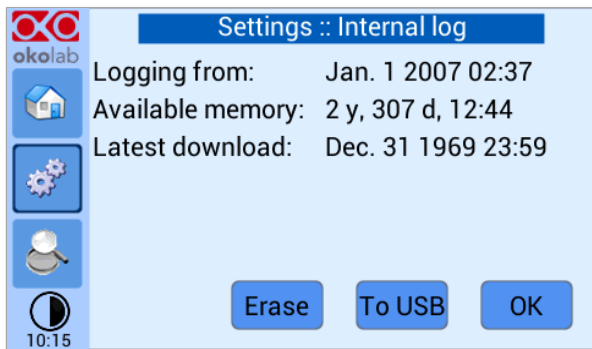 Settings :: Internal log
okolab
Logging from: Jan. 1 2007 02:37
Available memory: 2 y, 307 d, 12:44
Latest download: Dec. 31 1969 23:59
Erase To USB OK
10:15